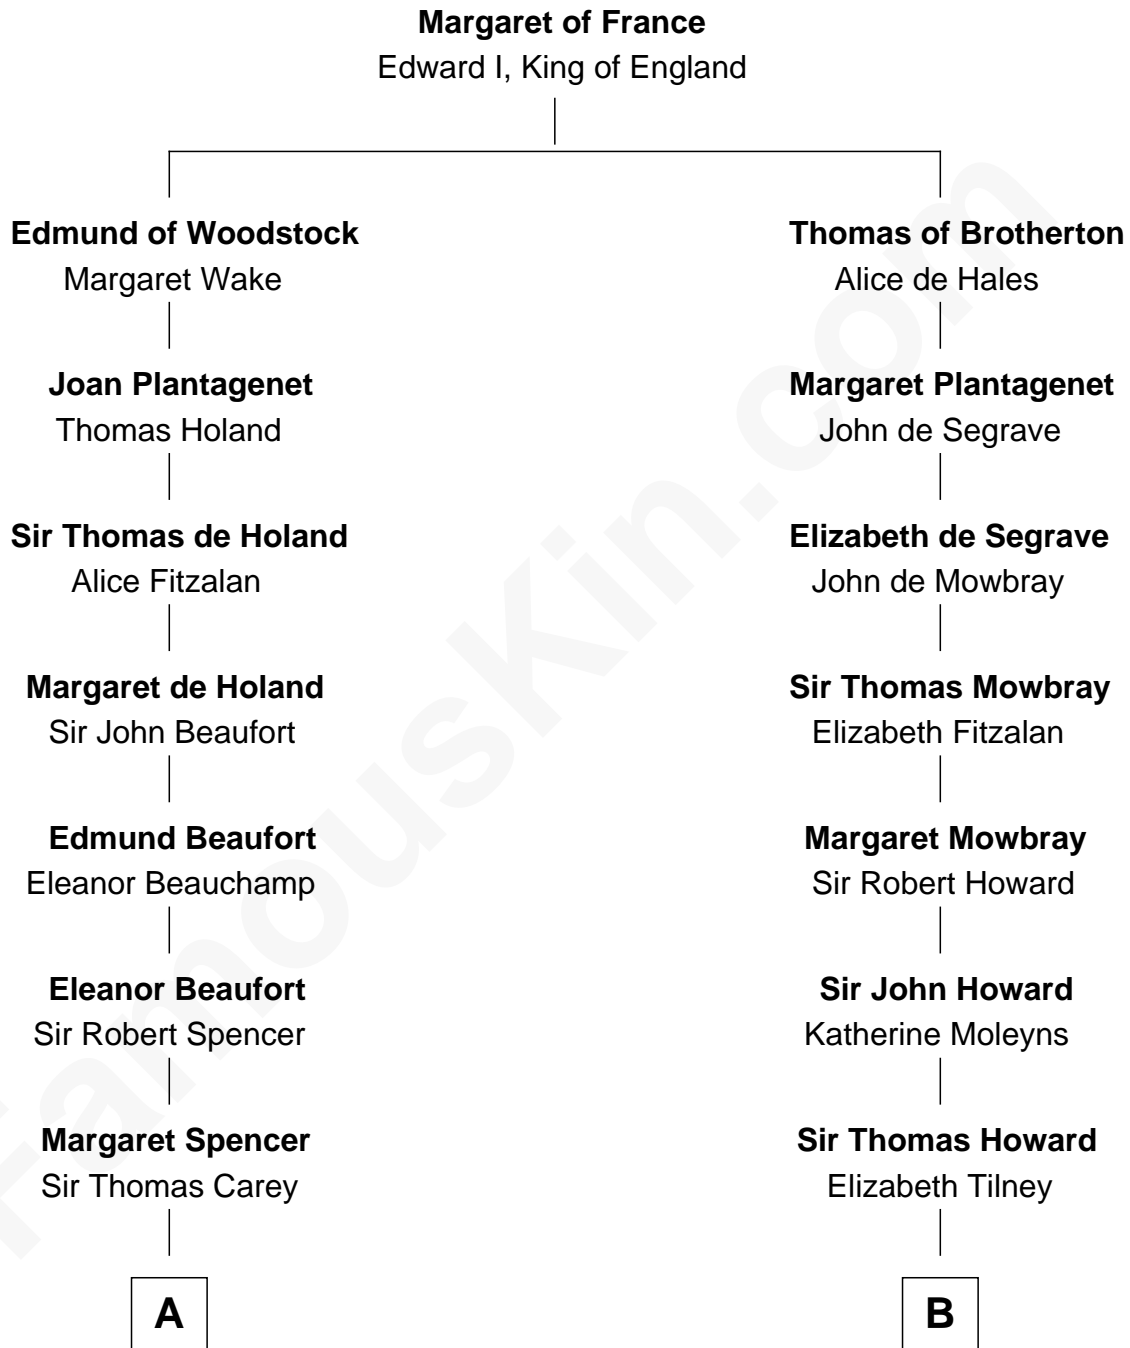 Margaret of France
Edward I, King of England
Edmund of Woodstock
Margaret Wake
Joan Plantagenet
Thomas Holand
Sir Thomas de Holand
Alice Fitzalan
Margaret de Holand
Sir John Beaufort
Edmund Beaufort
Eleanor Beauchamp
Eleanor Beaufort
Sir Robert Spencer
Margaret Spencer
Sir Thomas Carey
A
Thomas of Brotherton
Alice de Hales
Margaret Plantagenet
John de Segrave
Elizabeth de Segrave
John de Mowbray
Sir Thomas Mowbray
Elizabeth Fitzalan
Margaret Mowbray
Sir Robert Howard
Sir John Howard
Katherine Moleyns
Sir Thomas Howard
Elizabeth Tilney
B
FamousKin.com